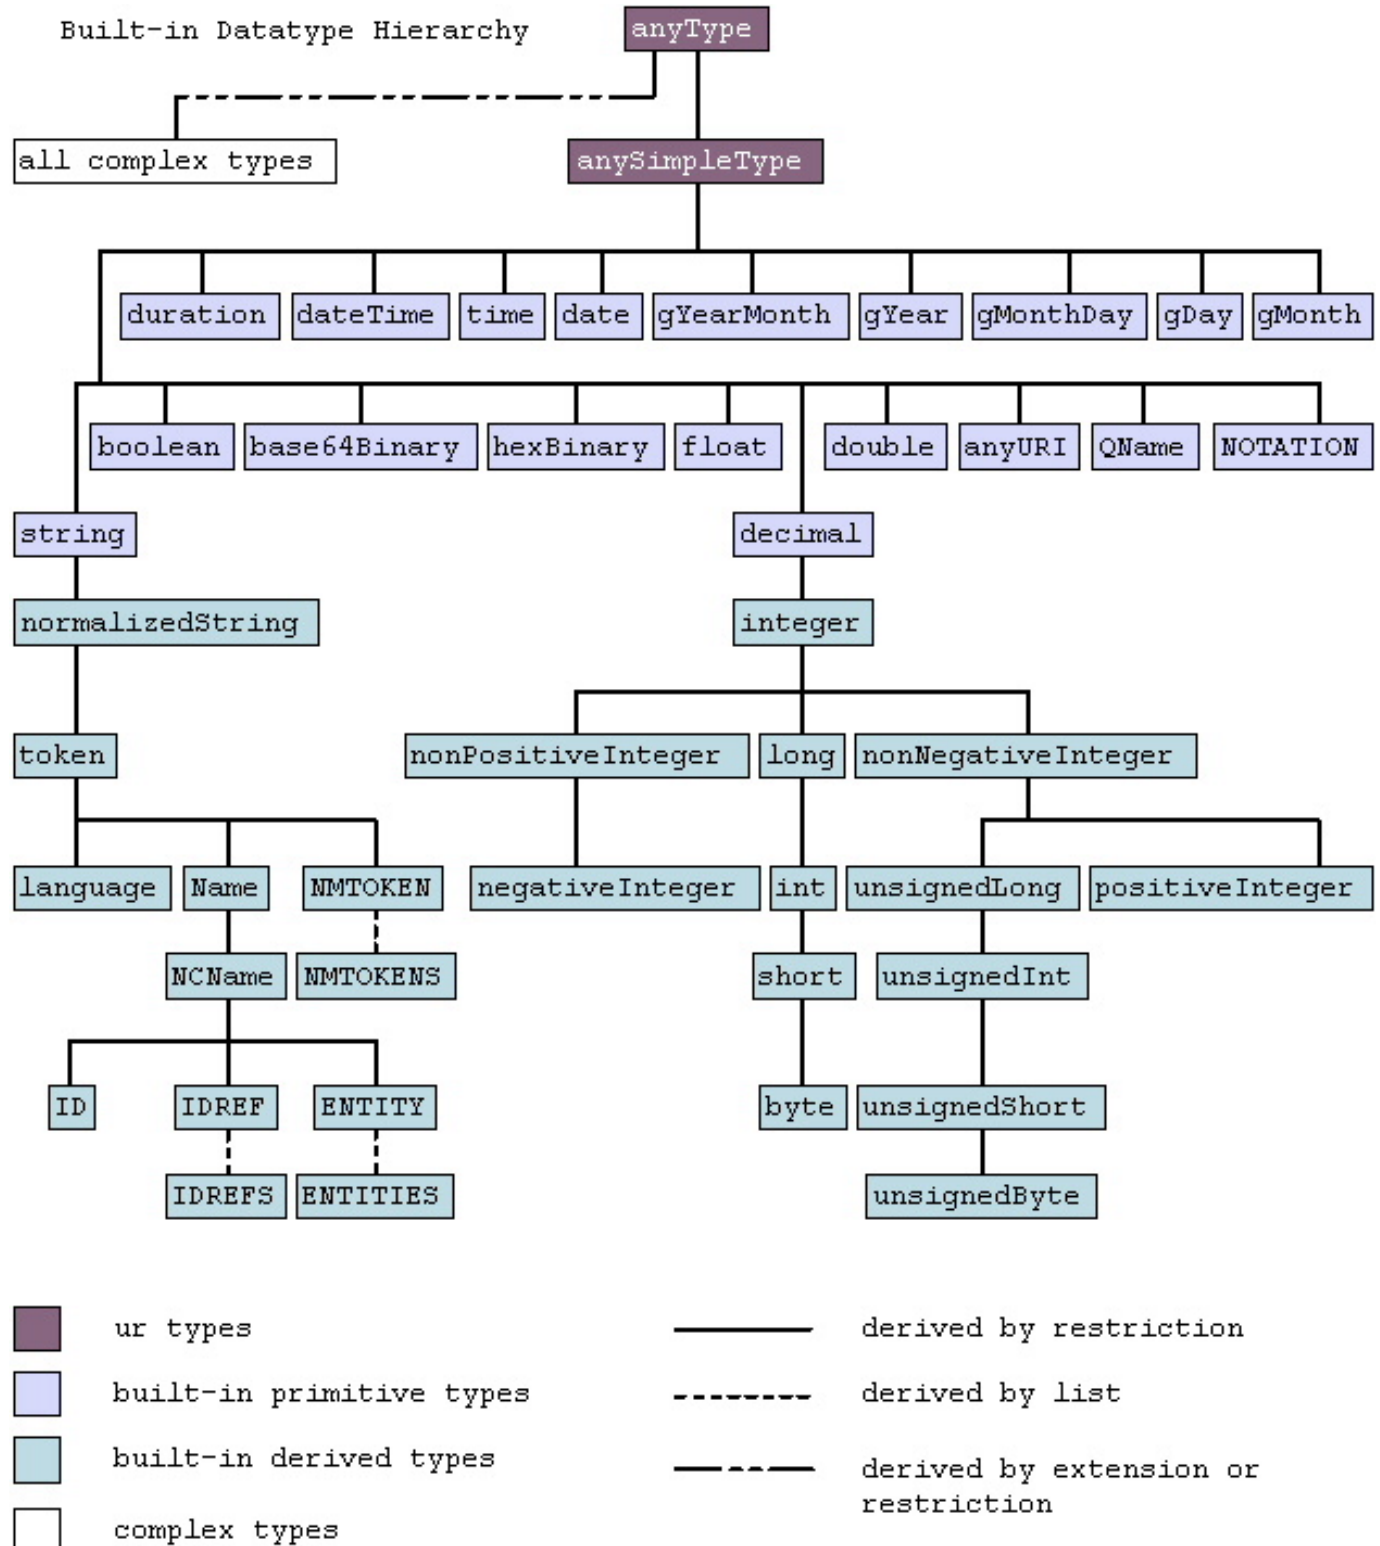 Built-in Datatype Hierarchy
anyType
all complex types
anySimpleType
duration
dateTime
time
date
gYearMonth
gYear
gMonthDay
gDay
gMonth
boolean
base64Binary
hexBinary
float
double
anyURI
QName
NOTATION
string
decimal
normalizedString
integer
token
nonPositiveInteger
long
nonNegativeInteger
language
Name
NMTOKEN
negativeInteger
int
unsignedLong
positiveInteger
NCName
NMTOKENS
short
unsignedInt
ID
IDREF
ENTITY
byte
unsignedShort
IDREFS
ENTITIES
unsignedByte
ur types
derived by restriction
built-in primitive types
derived by list
built-in derived types
derived by extension or
restriction
complex types